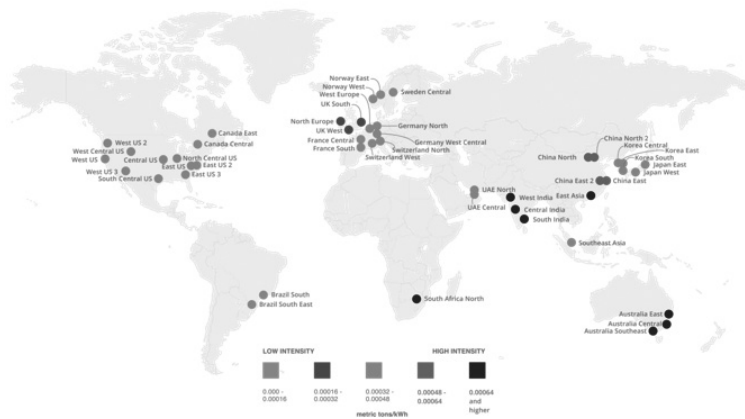 Norway East
Norway West
West Europe
UK South
Sweden Central
North Europe
UK West
Germany North
France Central
France South
Germany West Central
Switzerland North
Switzerland West
Canada East
Canada Central
West US 2
West Central US
West US
Central US
North Central US
East US
East US 2
West US 3
South Central US
East US 3
China North 2
China North
Korea Central
Korea East
Korea South
Japan East
Japan West
China East 2
China East
East Asia
UAE North
UAE Central
West India
Central India
South India
Southeast Asia
Brazil South
Brazil South East
South Africa North
Australia East
Australia Central
Australia Southeast
LOW INTENSITY
HIGH INTENSITY
0.000 -
0.00016
0.00016 -
0.00032
0.00032 -
0.00048
0.00048 -
0.00064
0.00064
and
higher
metric tons/kWh